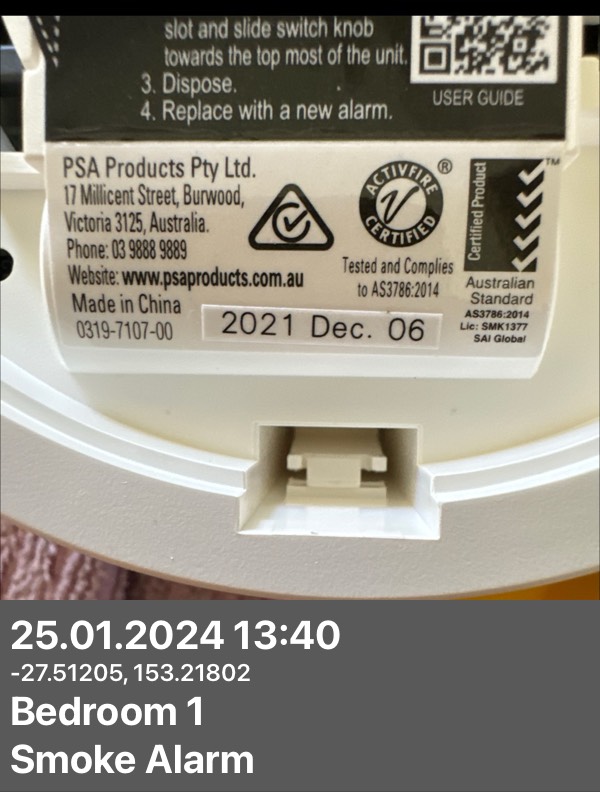 slot and slide switch knob
towards the top most of the unit.
3. Dispose.
4. Replace with a new alarm.
USER GUIDE
PSA Products Pty Ltd.
17 Millicent Street, Burwood,
Victoria 3125, Australia.
Phone: 03 9888 9889
Website: www.psaproducts.com.au
Made in China
0319-7107-00
2021 Dec. 06
ACTIVFIRE ®
CERTIFIED
Tested and Complies
to AS3786:2014
Certified Product
TM
Australian
Standard
AS3786:2014
Lic: SMK1377
SAI Global
25.01.2024 13:40
-27.51205, 153.21802
Bedroom 1
Smoke Alarm